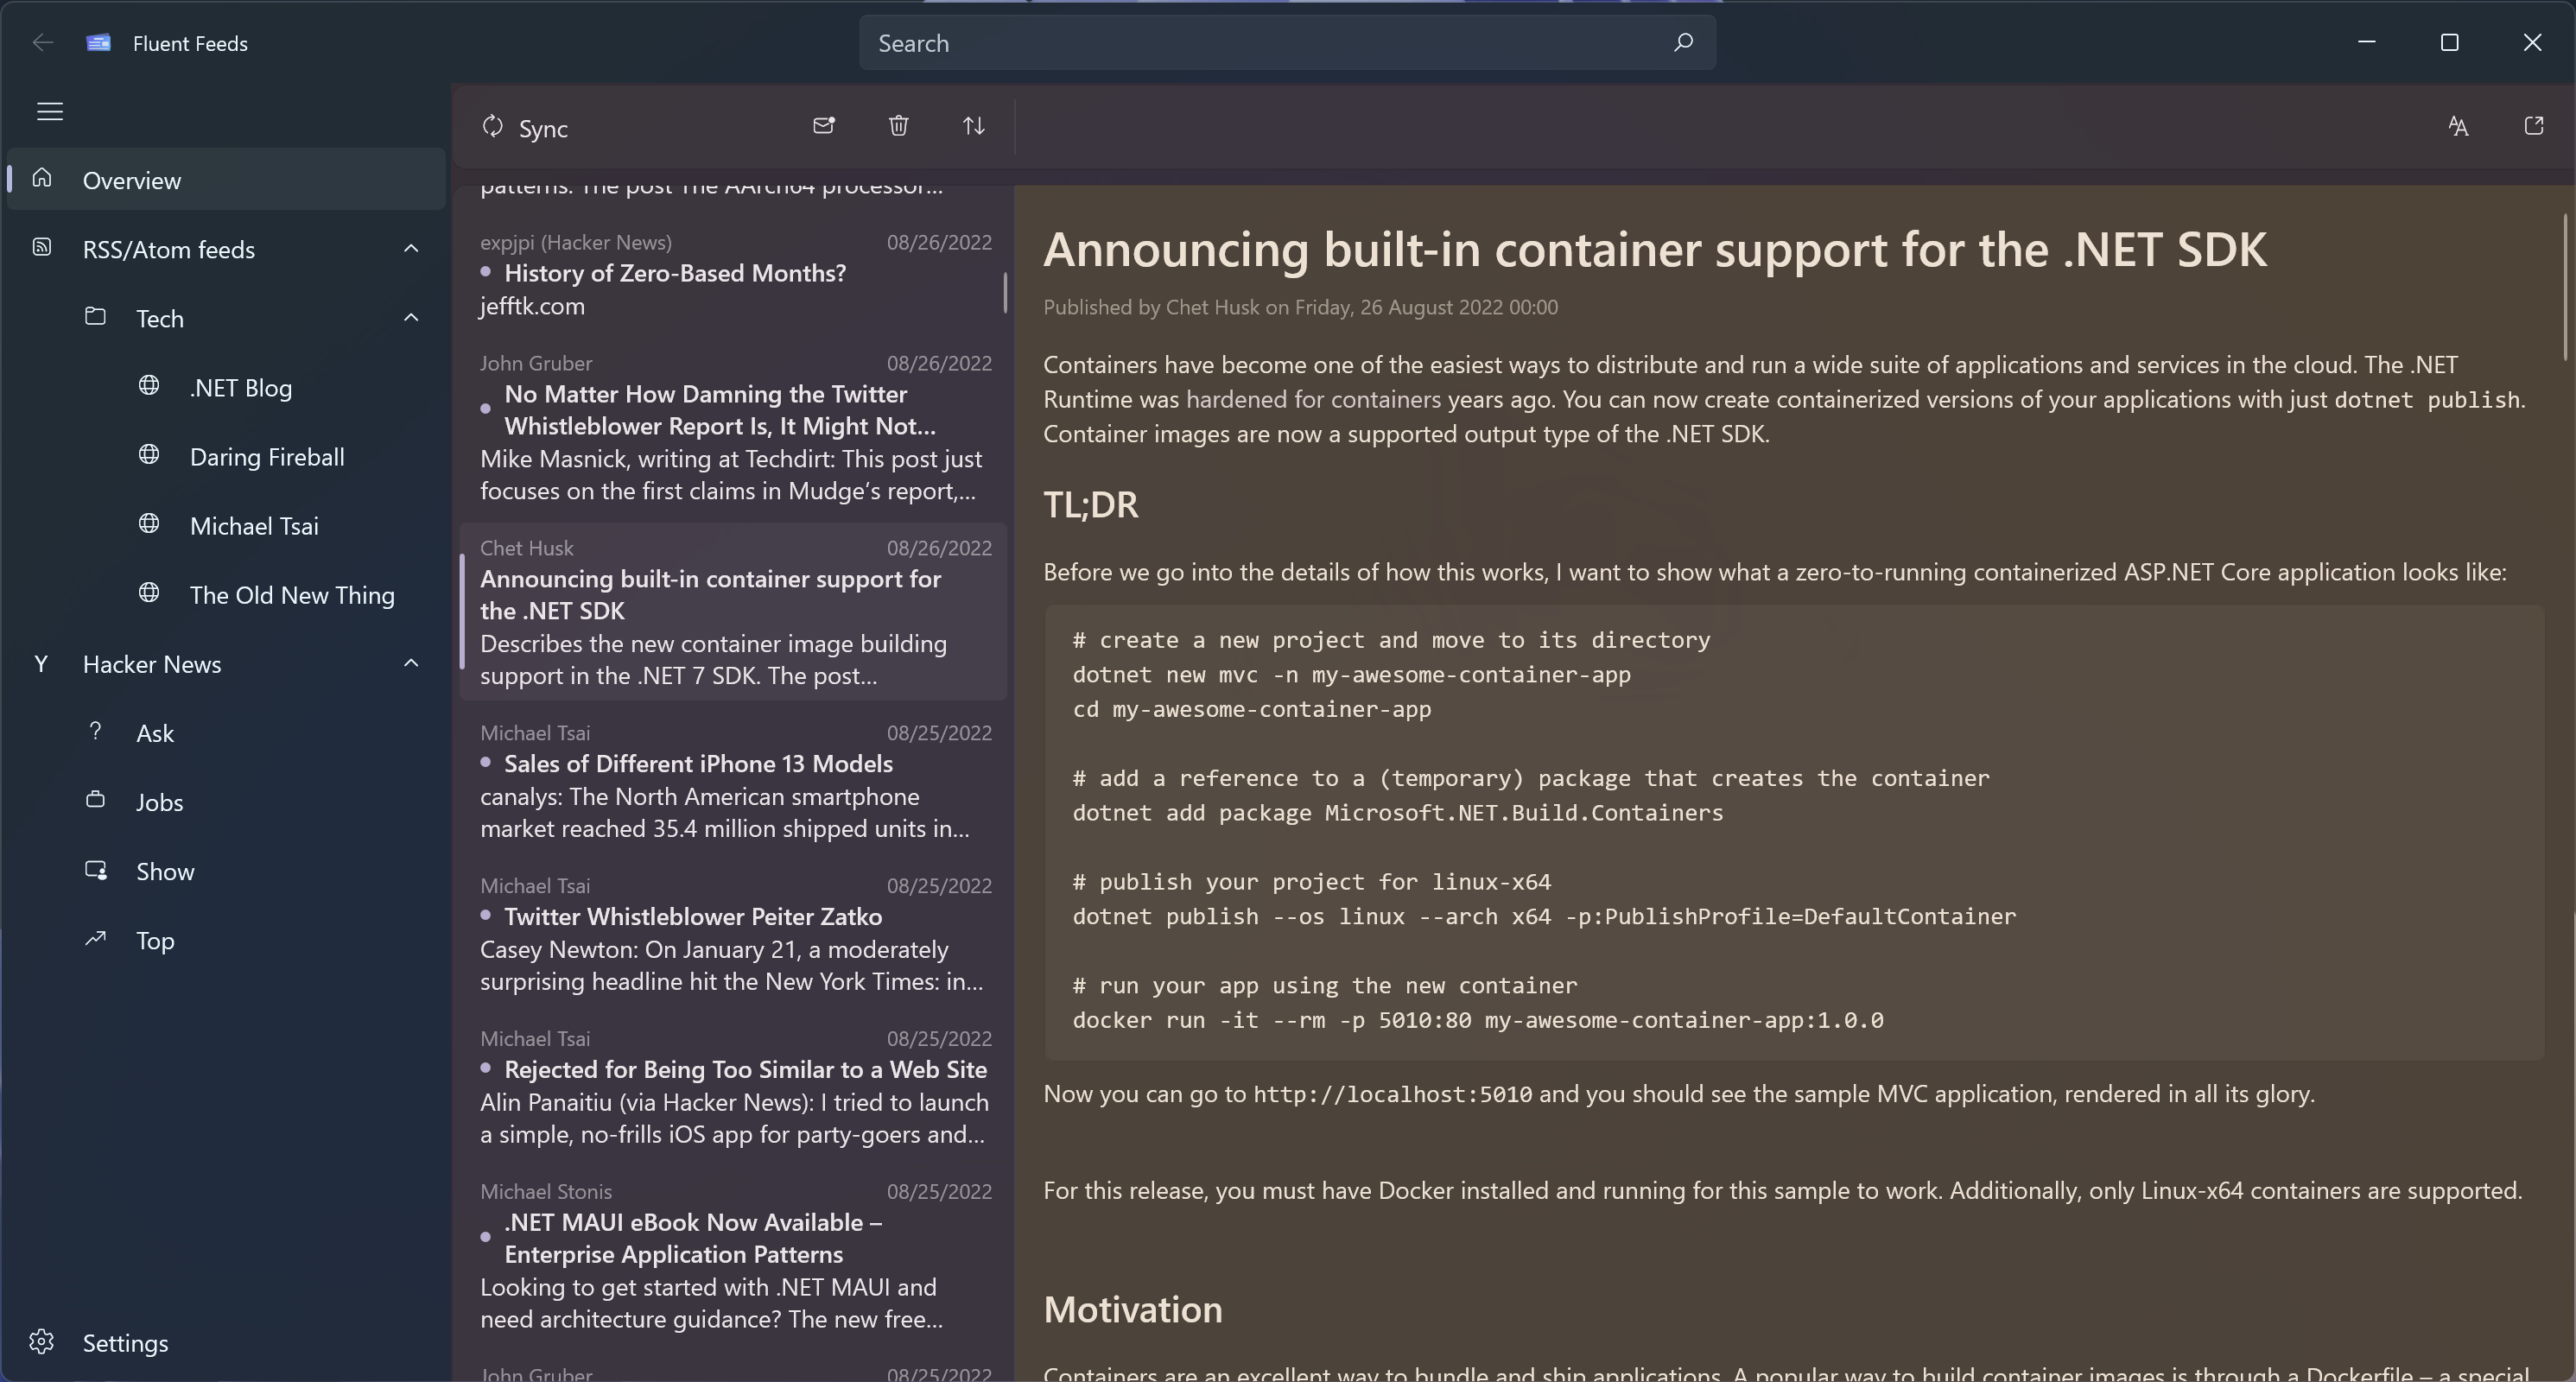 Fluent Feeds
Search
Sync
Overview
RSS/Atom feeds
Tech
.NET Blog
Daring Fireball
Michael Tsai
The Old New Thing
Y Hacker News
Ask
Jobs
Show
Top
Settings
patterns. The post The AArch64 processor...
expjpi (Hacker News) 08/26/2022
History of Zero-Based Months?
jefftk.com
John Gruber 08/26/2022
No Matter How Damning the Twitter
Whistleblower Report Is, It Might Not...
Mike Masnick, writing at Techdirt: This post just
focuses on the first claims in Mudge’s report,...
Chet Husk 08/26/2022
Announcing built-in container support for
the .NET SDK
Describes the new container image building
support in the .NET 7 SDK. The post...
Michael Tsai 08/25/2022
Sales of Different iPhone 13 Models
canalys: The North American smartphone
market reached 35.4 million shipped units in...
Michael Tsai 08/25/2022
Twitter Whistleblower Peiter Zatko
Casey Newton: On January 21, a moderately
surprising headline hit the New York Times: in...
Michael Tsai 08/25/2022
Rejected for Being Too Similar to a Web Site
Alin Panaitiu (via Hacker News): I tried to launch
a simple, no-frills iOS app for party-goers and...
Michael Stonis 08/25/2022
.NET MAUI eBook Now Available –
Enterprise Application Patterns
Looking to get started with .NET MAUI and
need architecture guidance? The new free...
John Gruber 08/25/2022
Announcing built-in container support for the .NET SDK
Published by Chet Husk on Friday, 26 August 2022 00:00
Containers have become one of the easiest ways to distribute and run a wide suite of applications and services in the cloud. The .NET
Runtime was hardened for containers years ago. You can now create containerized versions of your applications with just dotnet publish.
Container images are now a supported output type of the .NET SDK.
TL;DR
Before we go into the details of how this works, I want to show what a zero-to-running containerized ASP.NET Core application looks like:
# create a new project and move to its directory
dotnet new mvc -n my-awesome-container-app
cd my-awesome-container-app
# add a reference to a (temporary) package that creates the container
dotnet add package Microsoft.NET.Build.Containers
# publish your project for linux-x64
dotnet publish --os linux --arch x64 -p:PublishProfile=DefaultContainer
# run your app using the new container
docker run -it --rm -p 5010:80 my-awesome-container-app:1.0.0
Now you can go to http://localhost:5010 and you should see the sample MVC application, rendered in all its glory.
For this release, you must have Docker installed and running for this sample to work. Additionally, only Linux-x64 containers are supported.
Motivation
Containers are an excellent way to bundle and ship applications. A popular way to build container images is through a Dockerfile – a special